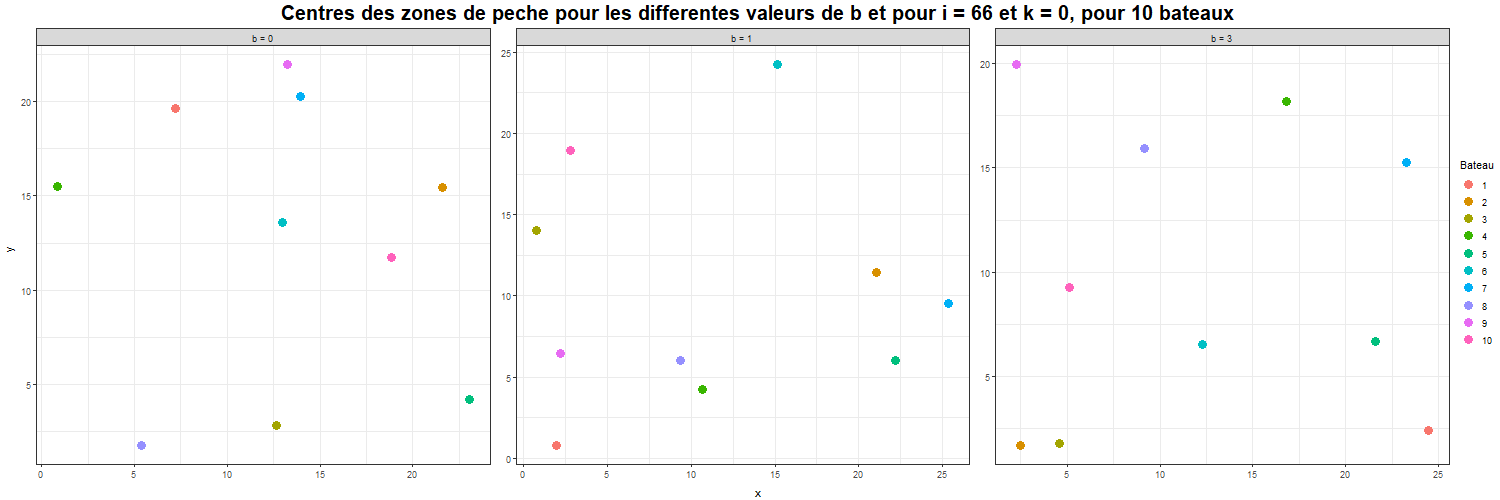 Centres des zones de peche pour les differentes valeurs de b et pour i = 66 et k = 0, pour 10 bateaux
b = 0
b = 1
b = 3
y
20
15
10
5
0 5 10 15 20
25
20
15
10
5
0
0 5 10 15 20 25
20
15
10
5
5 10 15 20 25
x
Bateau
1
2
3
4
5
6
7
8
9
10